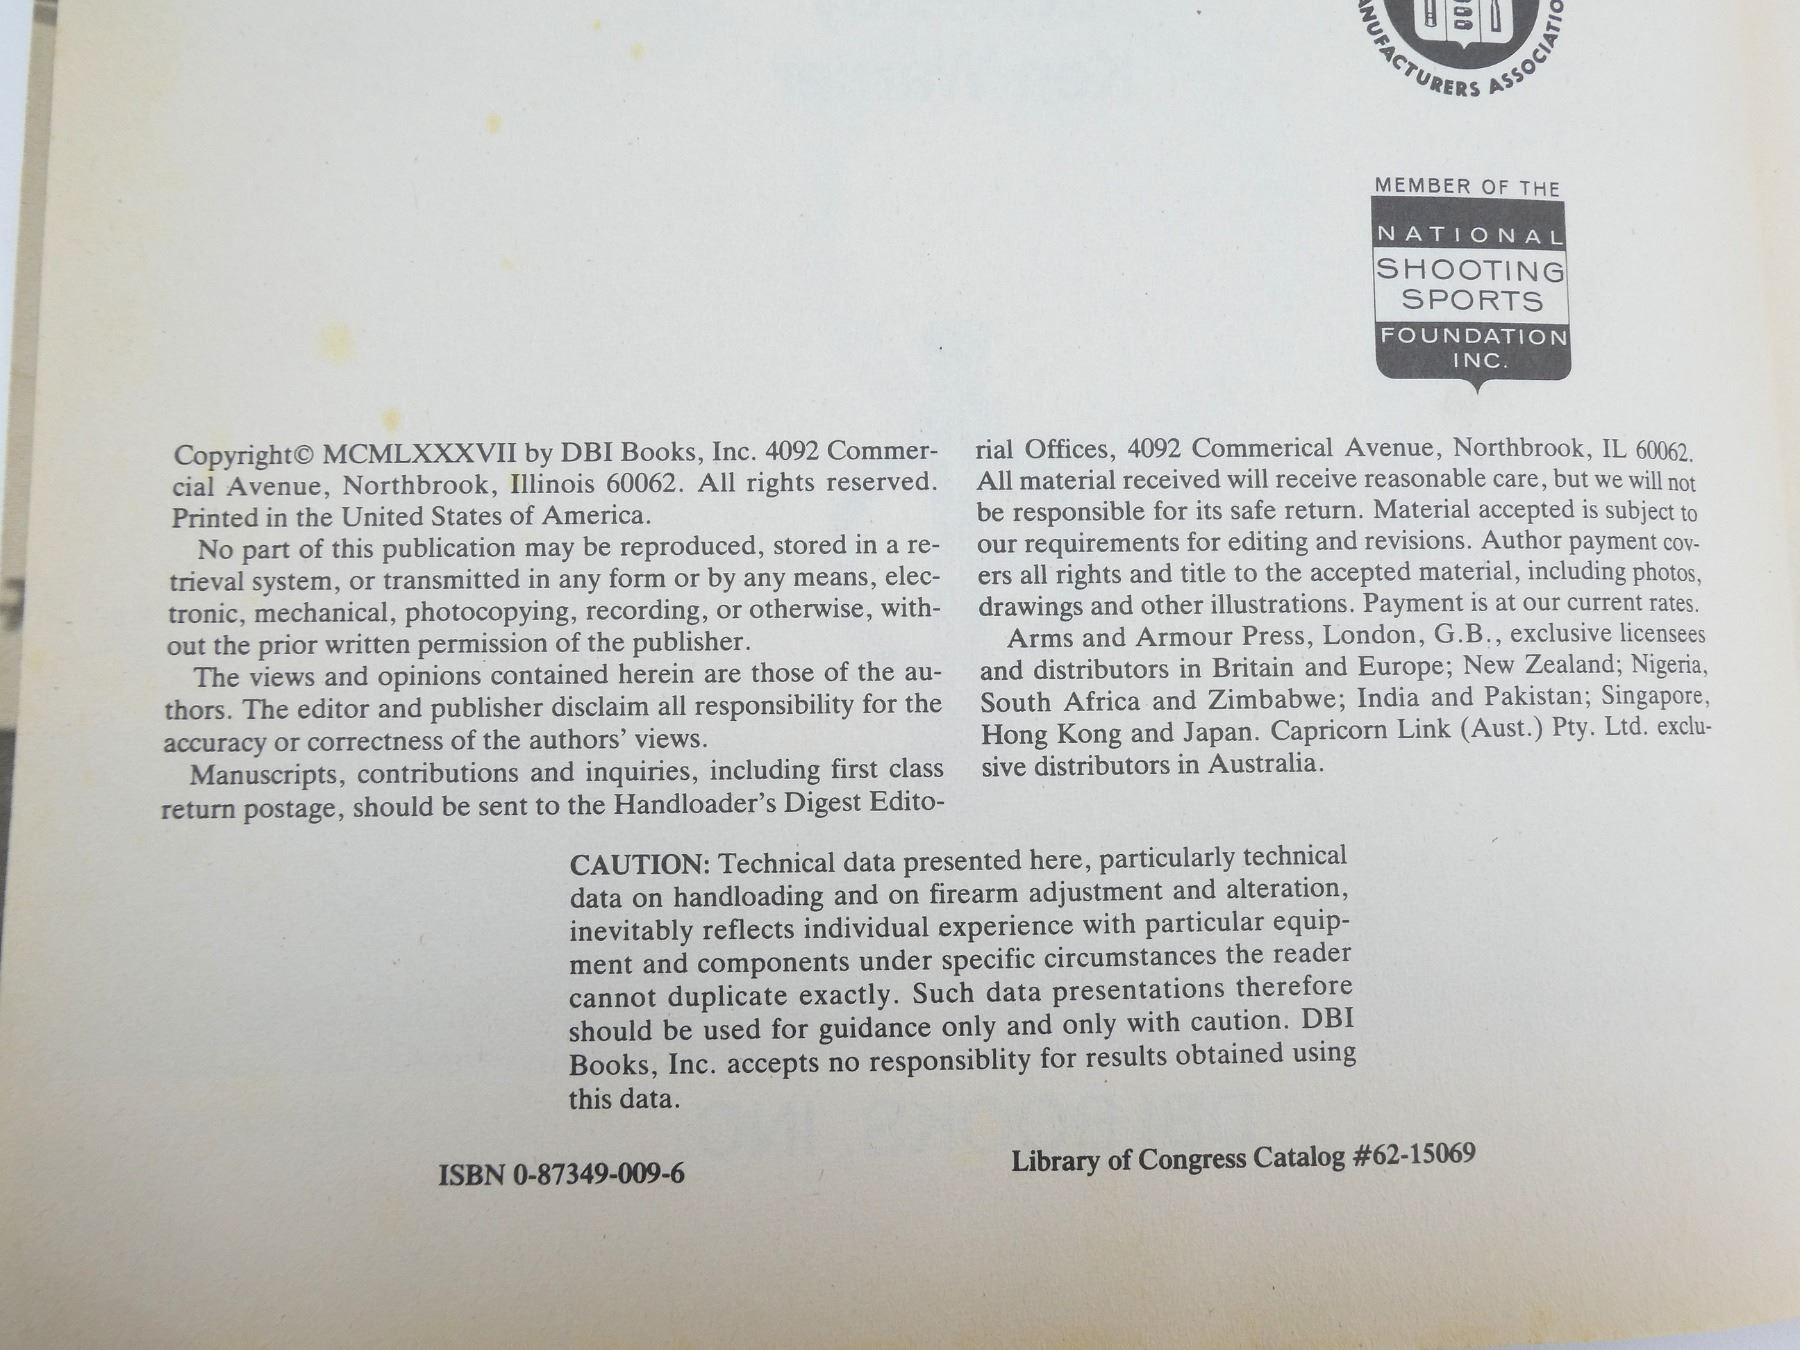 ANUFACTURERS ASSOCIATIO
MEMBER OF THE
NATIONAL
SHOOTING
SPORTS
FOUNDATION
INC.
Copyright© MCMLXXXVII by DBI Books, Inc. 4092 Commer-
cial Avenue, Northbrook, Illinois 60062. All rights reserved.
Printed in the United States of America.
No part of this publication may be reproduced, stored in a re-
trieval system, or transmitted in any form or by any means, elec-
tronic, mechanical, photocopying, recording, or otherwise, with-
out the prior written permission of the publisher.
The views and opinions contained herein are those of the au-
thors. The editor and publisher disclaim all responsibility for the
accuracy or correctness of the authors' views.
Manuscripts, contributions and inquiries, including first class
return postage, should be sent to the Handloader's Digest Edito-
rial Offices, 4092 Commerical Avenue, Northbrook, IL 60062.
All material received will receive reasonable care, but we will not
be responsible for its safe return. Material accepted is subject to
our requirements for editing and revisions. Author payment cov-
ers all rights and title to the accepted material, including photos,
drawings and other illustrations. Payment is at our current rates.
Arms and Armour Press, London, G.B., exclusive licensees
and distributors in Britain and Europe; New Zealand; Nigeria,
South Africa and Zimbabwe; India and Pakistan; Singapore,
Hong Kong and Japan. Capricorn Link (Aust.) Pty. Ltd. exclu-
sive distributors in Australia.
CAUTION: Technical data presented here, particularly technical
data on handloading and on firearm adjustment and alteration,
inevitably reflects individual experience with particular equip-
ment and components under specific circumstances the reader
cannot duplicate exactly. Such data presentations therefore
should be used for guidance only and only with caution. DBI
Books, Inc. accepts no responsiblity for results obtained using
this data.
ISBN 0-87349-009-6
Library of Congress Catalog #62-15069